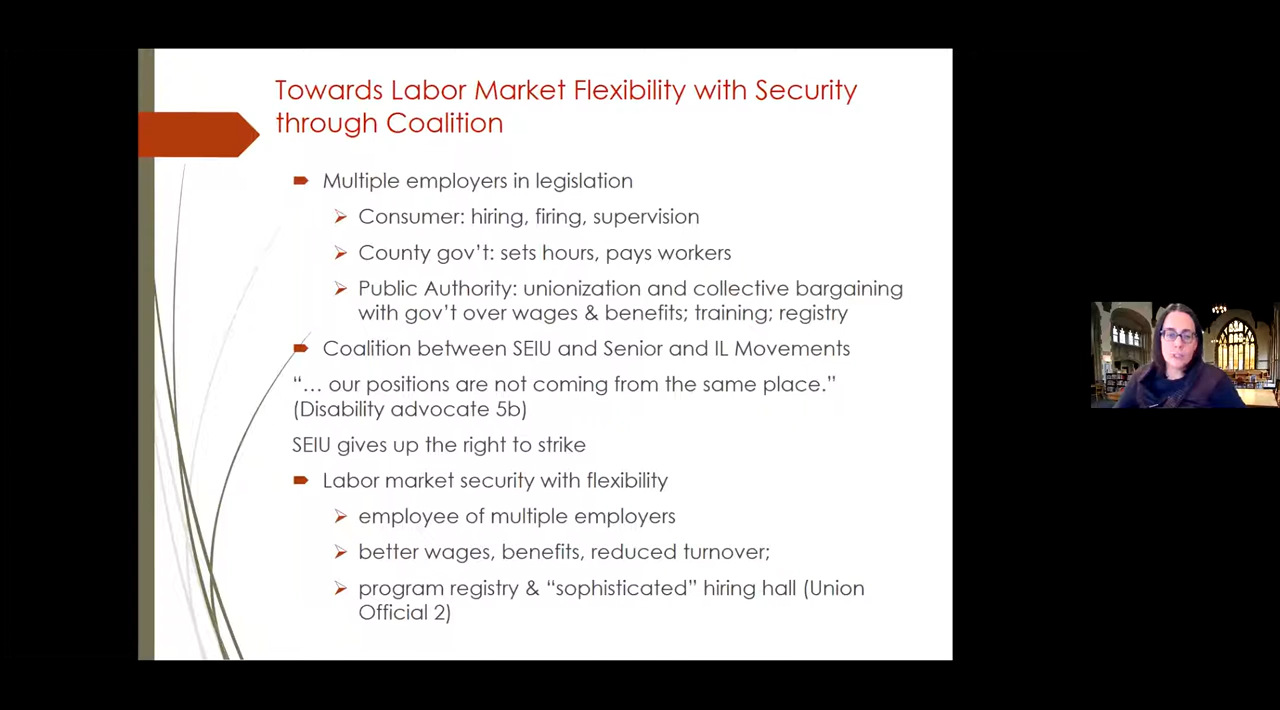 Towards Labor Market Flexibility with Security
through Coalition
Multiple employers in legislation
Consumer: hiring, firing, supervision
County gov’t: sets hours, pays workers
Public Authority: unionization and collective bargaining
with gov’t over wages & benefits; training; registry
Coalition between SEIU and Senior and IL Movements
“… our positions are not coming from the same place.”
(Disability advocate 5b)
SEIU gives up the right to strike
Labor market security with flexibility
employee of multiple employers
better wages, benefits, reduced turnover;
program registry & “sophisticated” hiring hall (Union
Official 2)